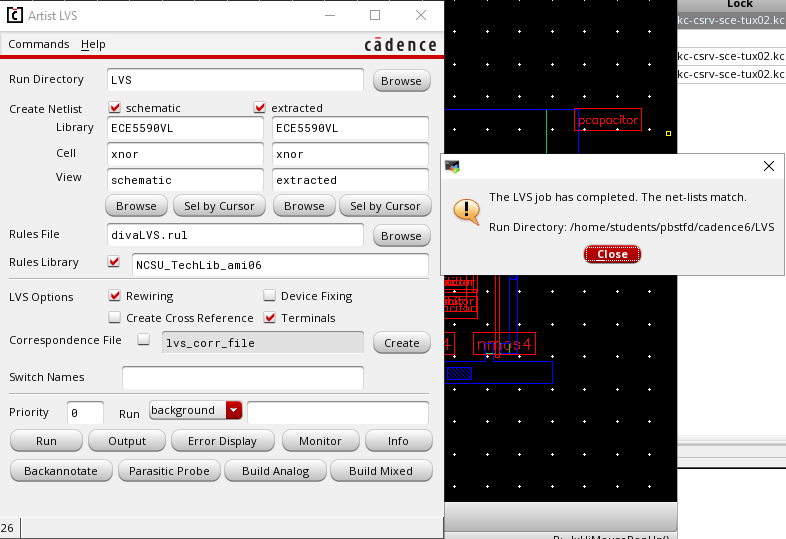 Artist LVS
Commands Help
cādence
Run Directory LVS Browse
Create Netlist schematic extracted
Library ECE5590VL ECE5590VL
Cell xnor xnor
View schematic extracted
Browse Sel by Cursor Browse Sel by Cursor
Rules File divaLVS.rul Browse
Rules Library NCSU_TechLib_ami06
LVS Options Rewiring Device Fixing
Create Cross Reference Terminals
Correspondence File lvs_corr_file Create
Switch Names
Priority 0 Run background
Run Output Error Display Monitor Info
Backannotate Parasitic Probe Build Analog Build Mixed
26
Lock
kc-csrv-sce-tux02.kc
kc-csrv-sce-tux02.kc
kc-csrv-sce-tux02.kc
pcapacitor
The LVS job has completed. The net-lists match.
Run Directory: /home/students/pbstfd/cadence6/LVS
Close
4 nmos4